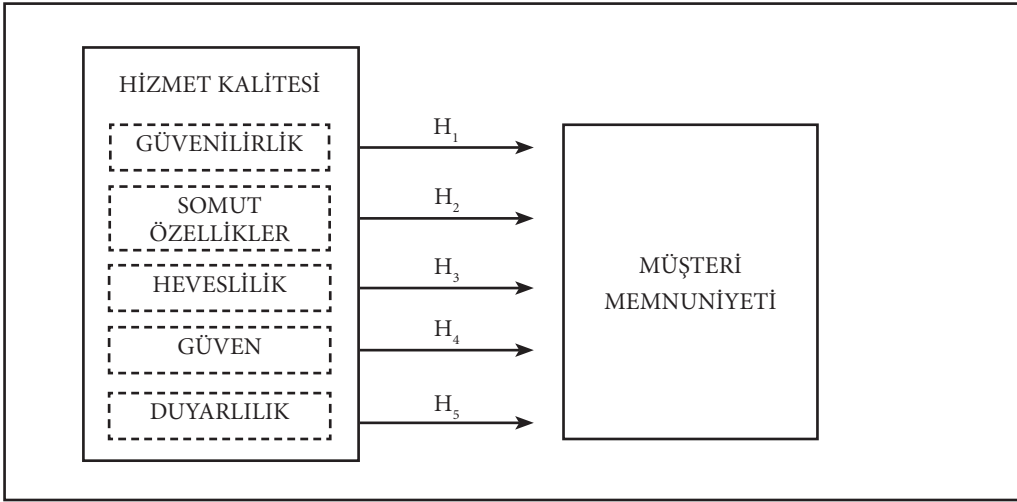 HİZMET KALİTESİ
GÜVENİLİRLİK
SOMUT
ÖZELLİKLER
HEVESLİLİK
GÜVEN
DUYARLILIK
H₁
H₂
H₃
H₄
H₅
MÜŞTERİ
MEMNUNİYETİ